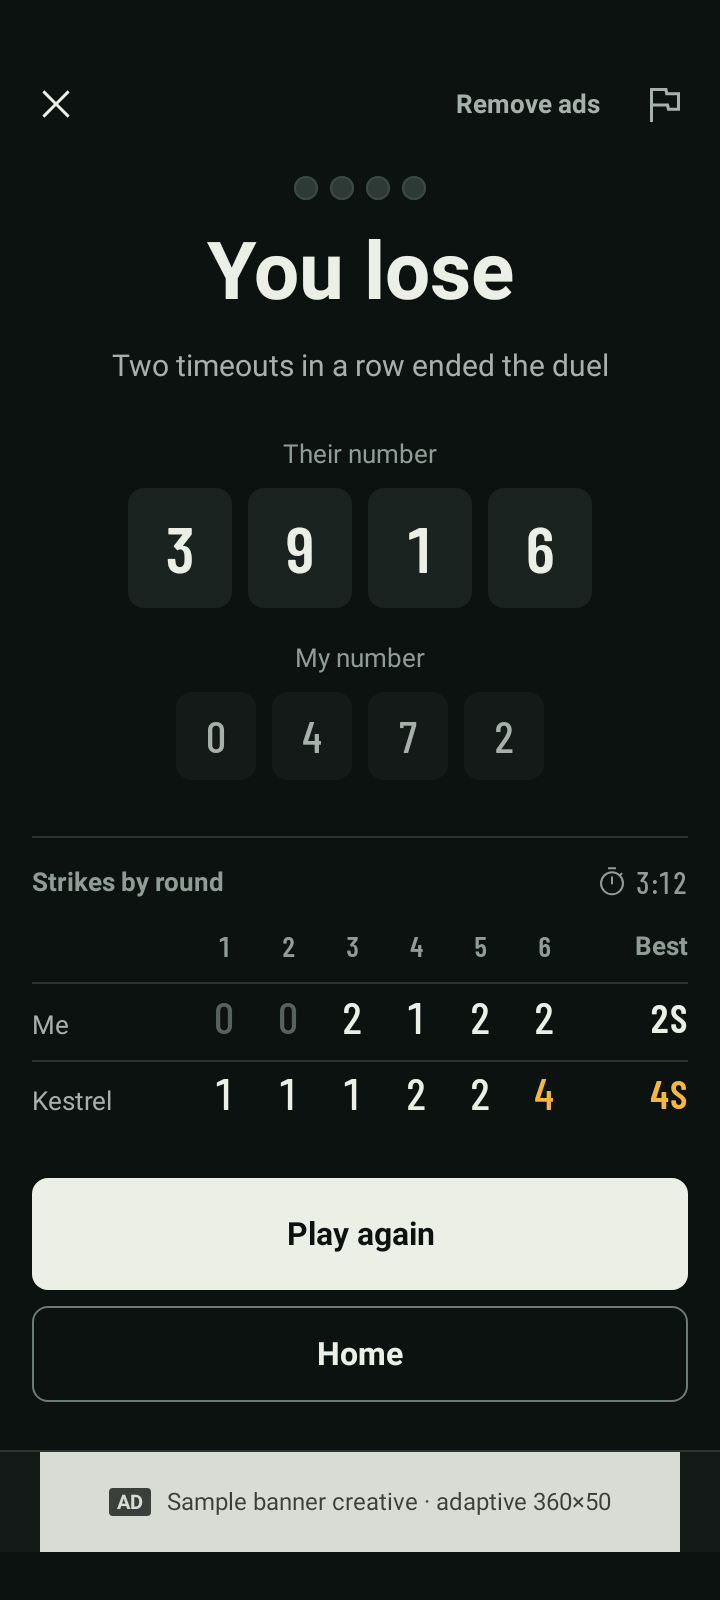 Remove ads
You lose
Two timeouts in a row ended the duel
Their number
3 9 1 6
My number
0 4 7 2
Strikes by round 3:12
1 2 3 4 5 6 Best
Me 0 0 2 1 2 2 2S
Kestrel 1 1 1 2 2 4 4S
Play again
Home
AD Sample banner creative · adaptive 360×50